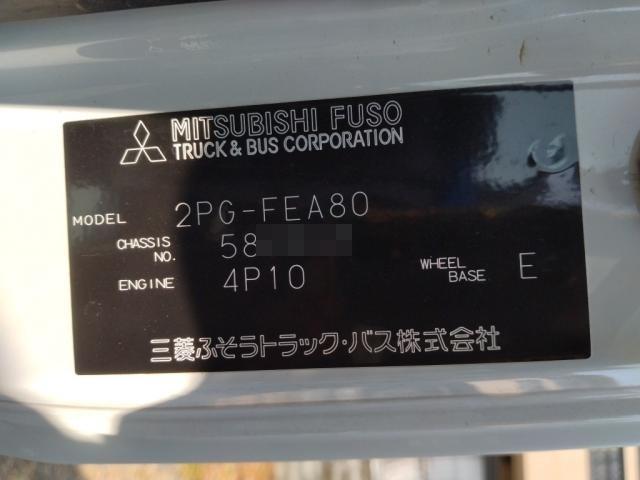 MITSUBISHI FUSO
TRUCK & BUS CORPORATION
MODEL 2PG-FEA80
CHASSIS NO. 58
ENGINE 4P10 WHEEL BASE E
三菱ふそうトラック・バス株式会社